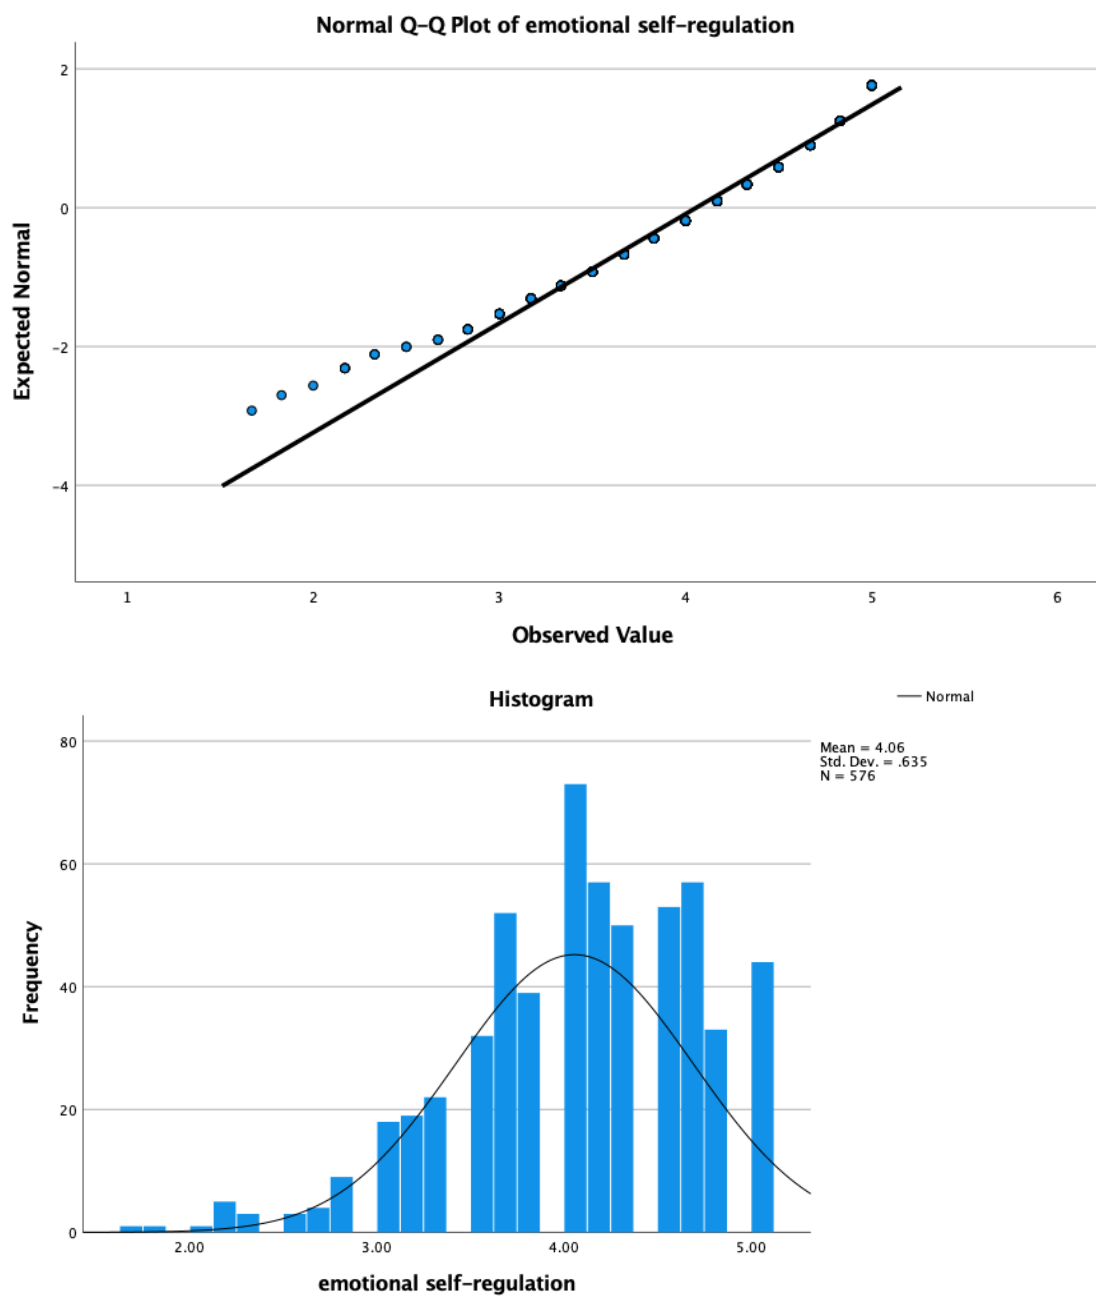 Normal Q-Q Plot of emotional self-regulation
2
0
-2
-4
Expected Normal
1 2 3 4 5 6
Observed Value
Histogram
Normal
80
60
40
20
0
Frequency
Mean = 4.06
Std. Dev. = .635
N = 576
2.00 3.00 4.00 5.00
emotional self-regulation